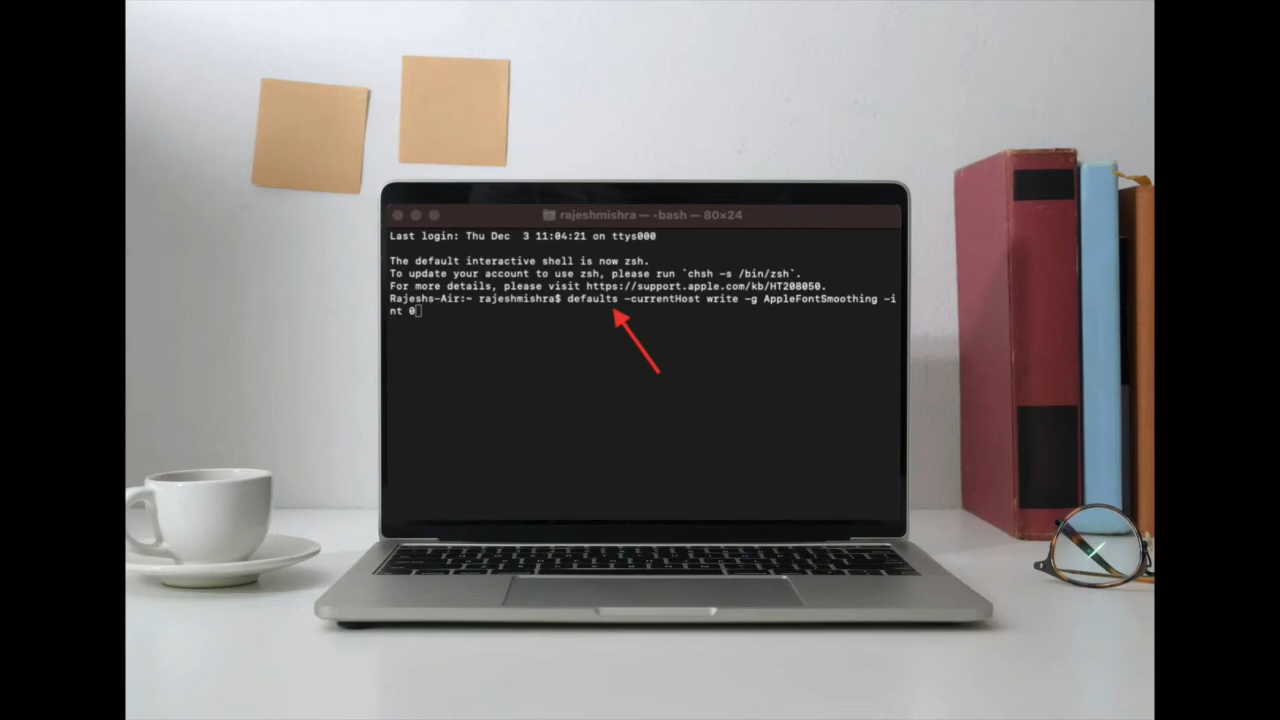 rajeshmishra — -bash — 80×24
Last login: Thu Dec  3 11:04:21 on ttys000
The default interactive shell is now zsh.
To update your account to use zsh, please run `chsh -s /bin/zsh`.
For more details, please visit https://support.apple.com/kb/HT208050.
Rajeshs-Air:~ rajeshmishra$ defaults -currentHost write -g AppleFontSmoothing -i
nt 0